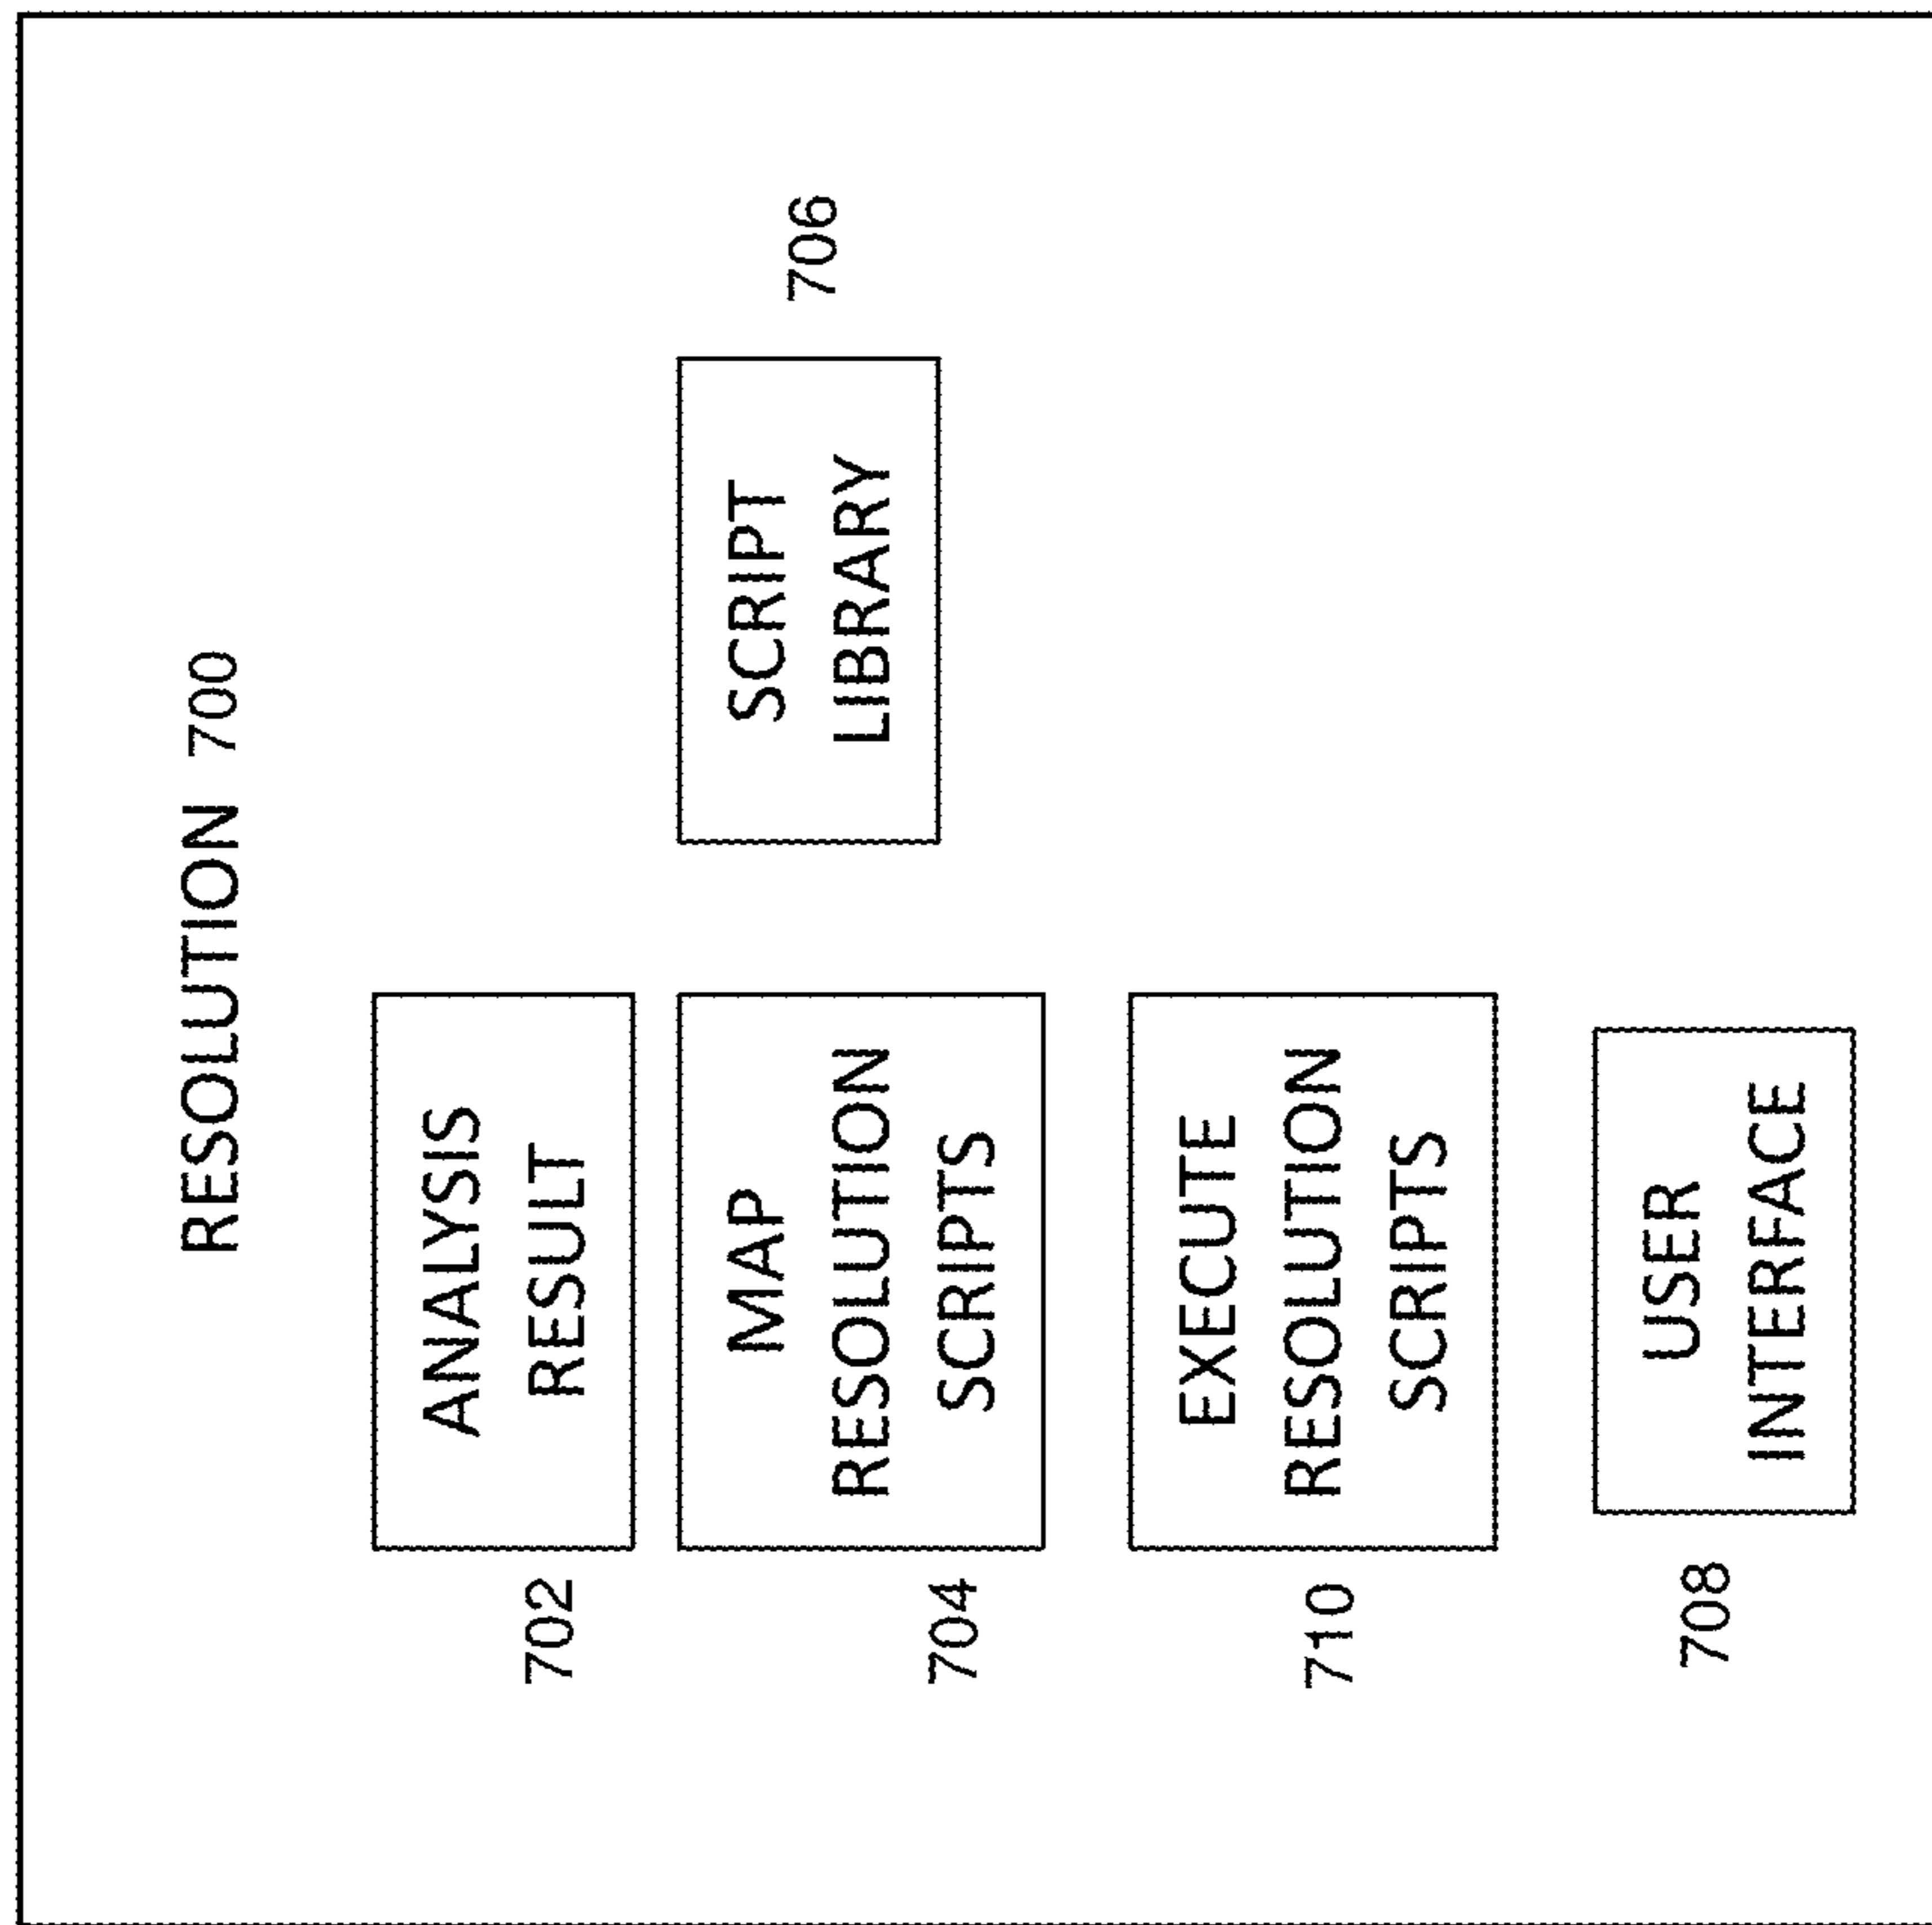 RESOLUTION 700
ANALYSIS
RESULT
702
MAP
RESOLUTION
SCRIPTS
704
SCRIPT
LIBRARY
706
EXECUTE
RESOLUTION
SCRIPTS
710
USER
INTERFACE
708